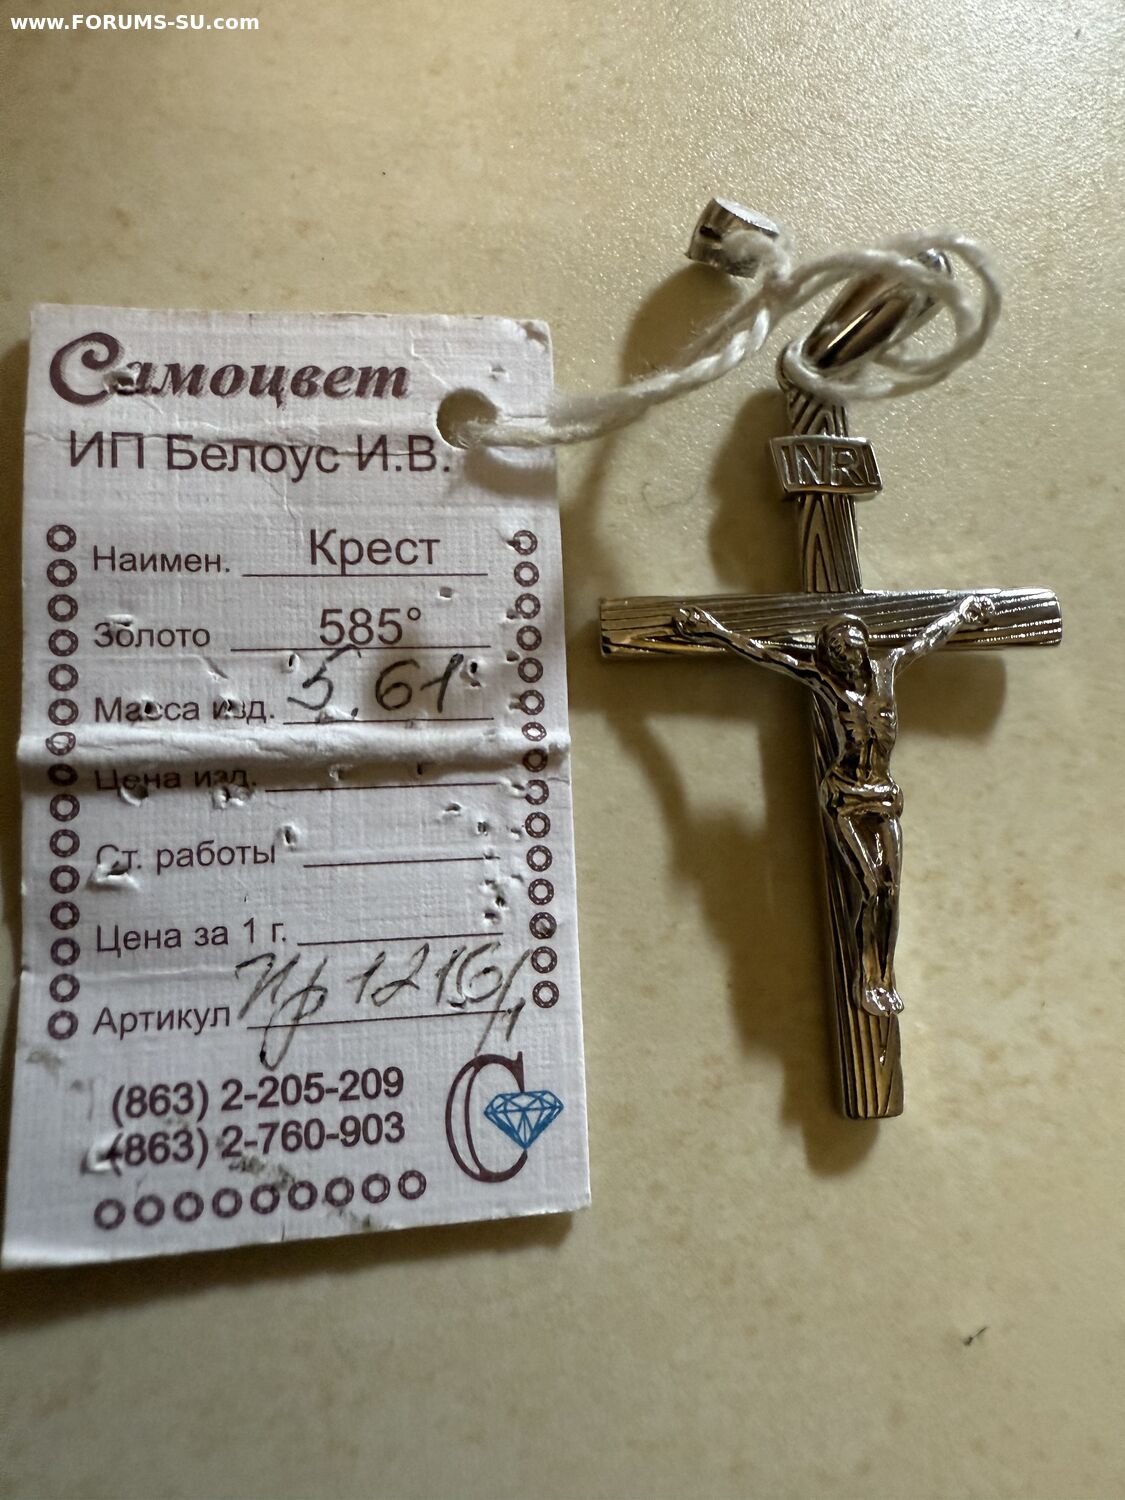 www.FORUMS-SU.com
Самоцвет
ИП Белоус И.В.
INRI
Наимен. Крест
Золото 585°
Масса изд. 5,61
Цена изд.
Ст. работы
Цена за 1 г.
Артикул
(863) 2-205-209
(863) 2-760-903